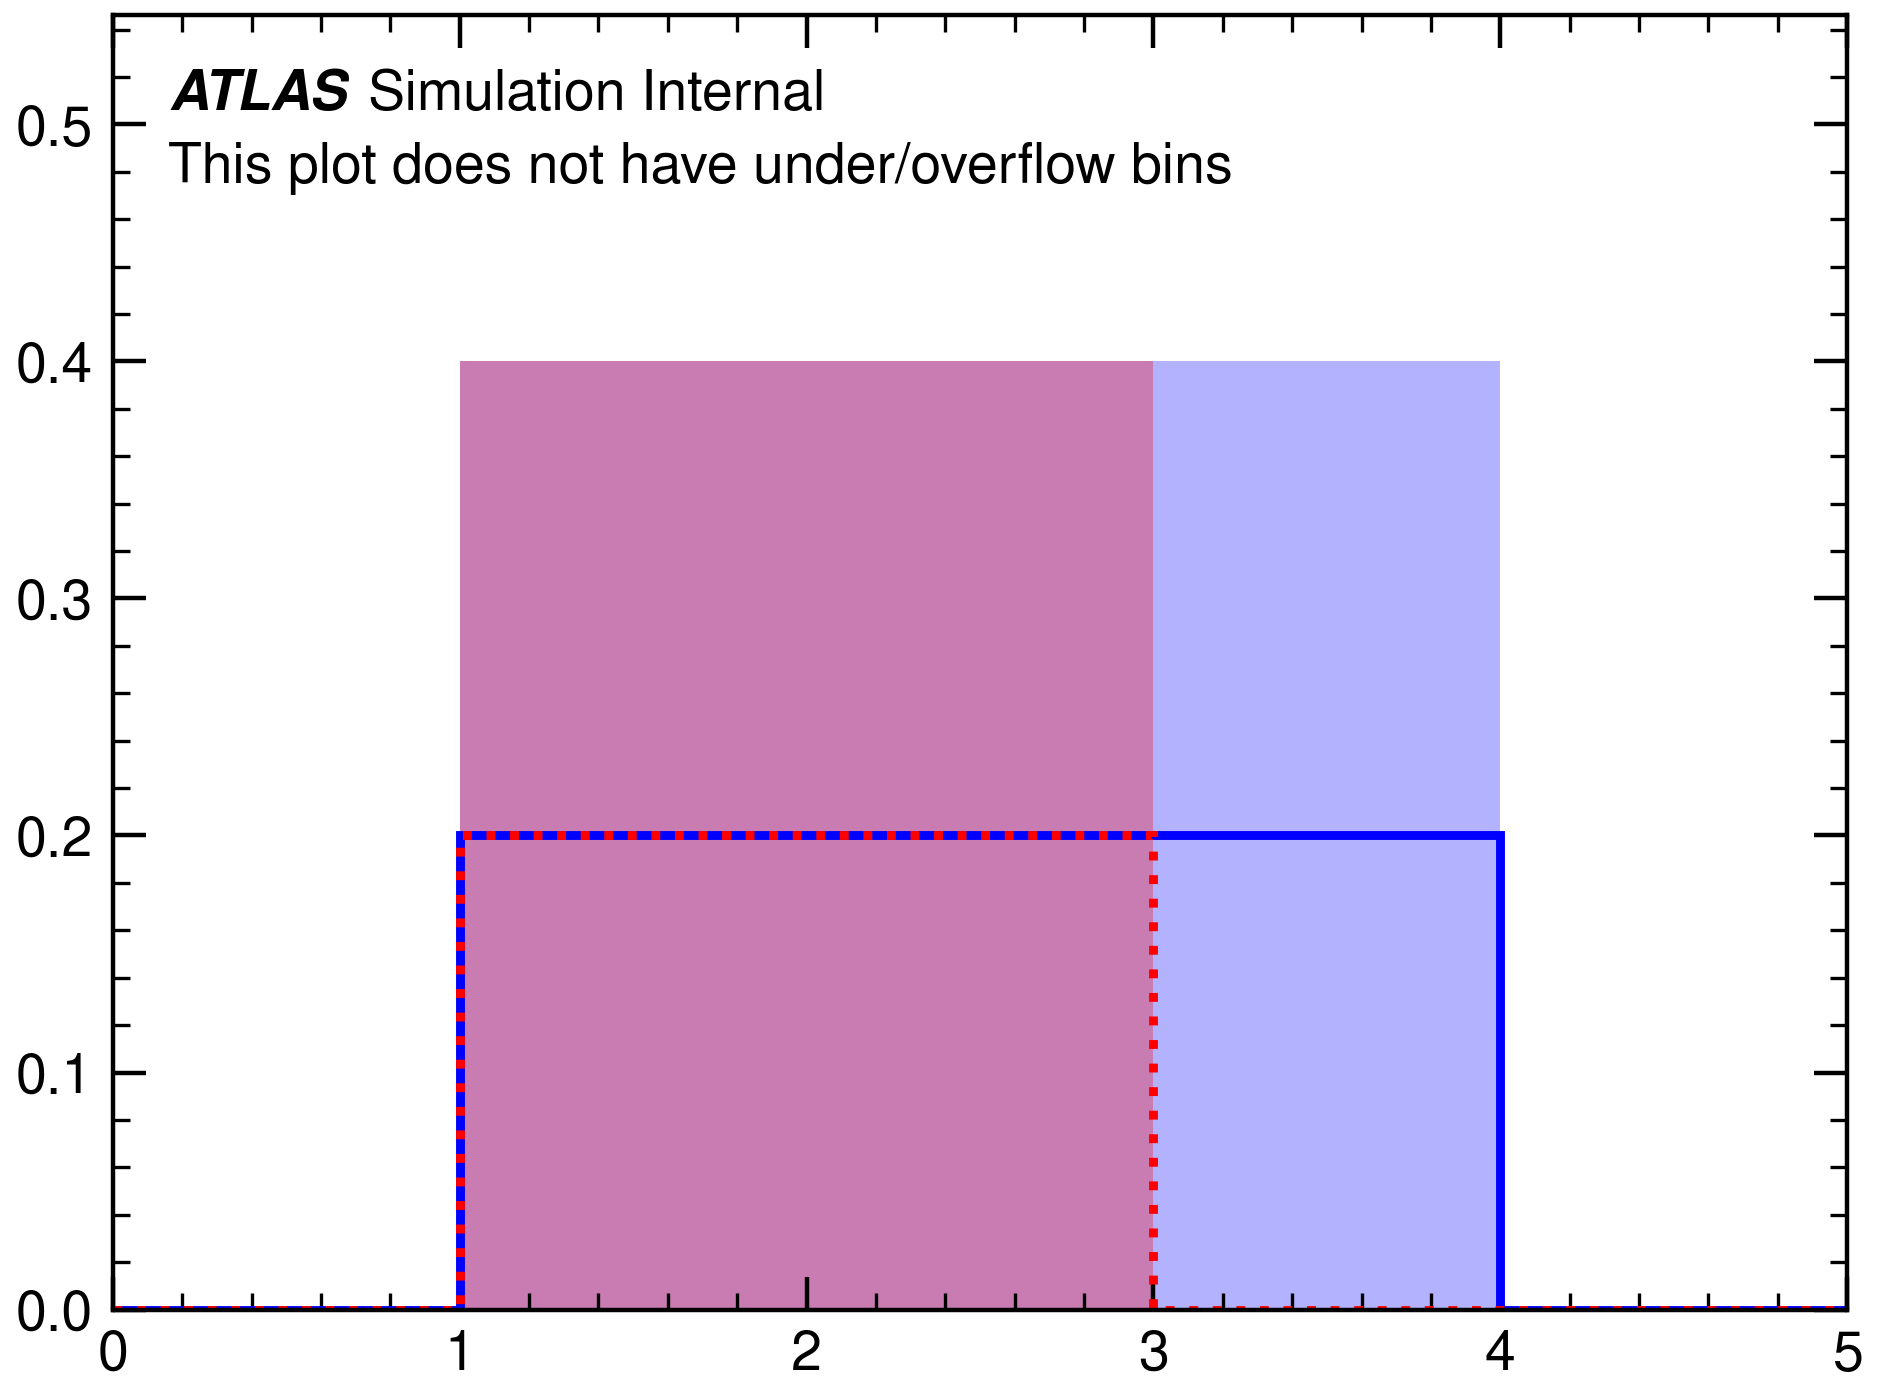 ATLAS Simulation Internal
This plot does not have under/overflow bins
0.5
0.4
0.3
0.2
0.1
0.0
0 1 2 3 4 5